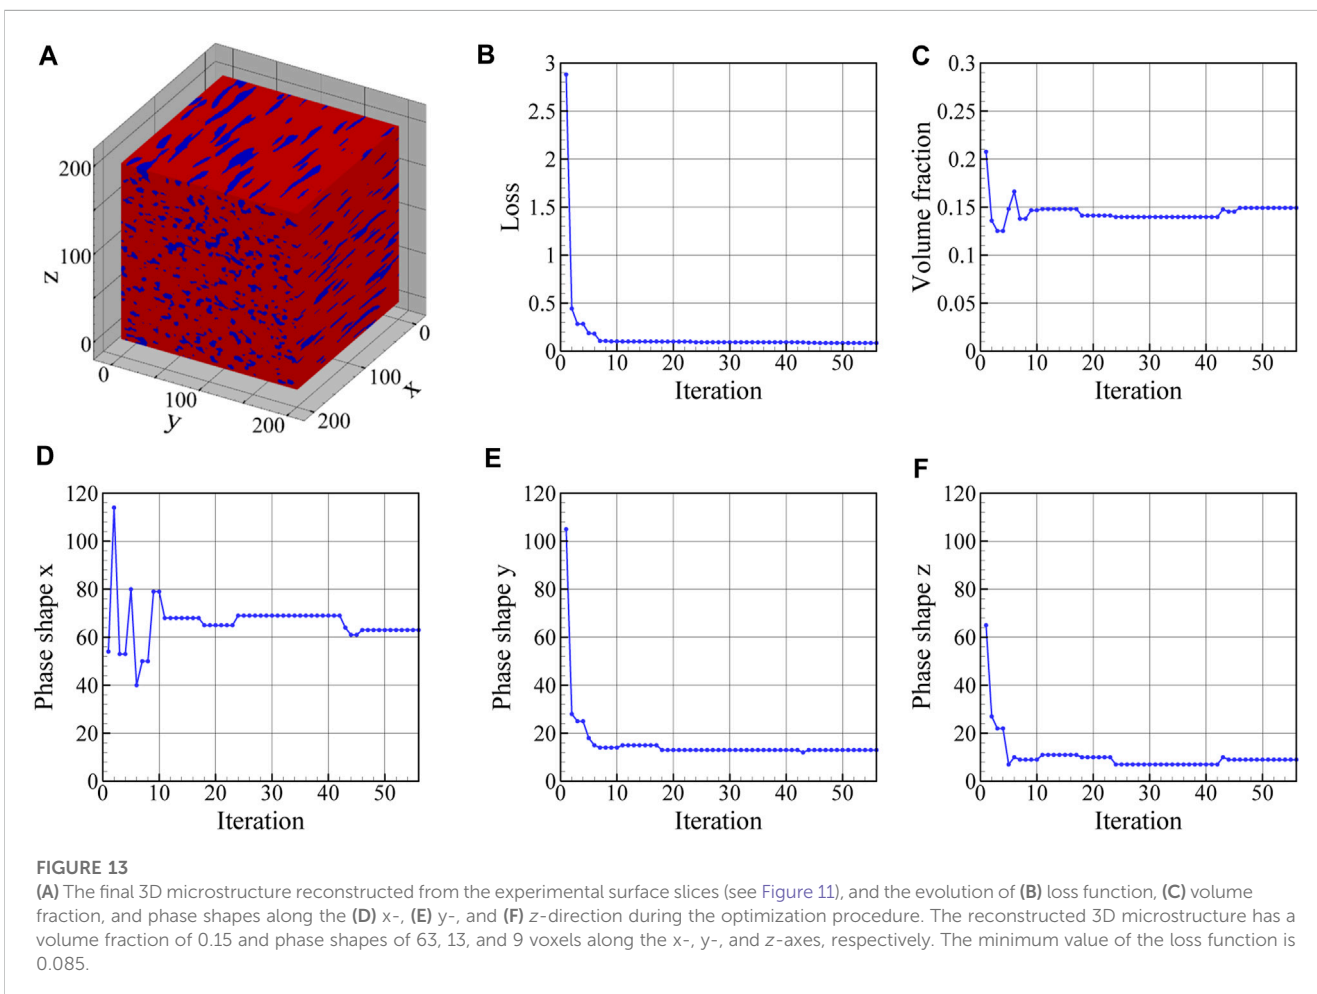 A
200
100
0
z
0
100
200
y
200
100
0
x
B
3
2.5
2
1.5
1
0.5
0
Loss
0 10 20 30 40 50
Iteration
C
0.3
0.25
0.2
0.15
0.1
0.05
0
Volume fraction
0 10 20 30 40 50
Iteration
D
120
100
80
60
40
20
0
Phase shape x
0 10 20 30 40 50
Iteration
E
120
100
80
60
40
20
0
Phase shape y
0 10 20 30 40 50
Iteration
F
120
100
80
60
40
20
0
Phase shape z
0 10 20 30 40 50
Iteration
FIGURE 13
(A) The final 3D microstructure reconstructed from the experimental surface slices (see Figure 11), and the evolution of (B) loss function, (C) volume
fraction, and phase shapes along the (D) x-, (E) y-, and (F) z-direction during the optimization procedure. The reconstructed 3D microstructure has a
volume fraction of 0.15 and phase shapes of 63, 13, and 9 voxels along the x-, y-, and z-axes, respectively. The minimum value of the loss function is
0.085.